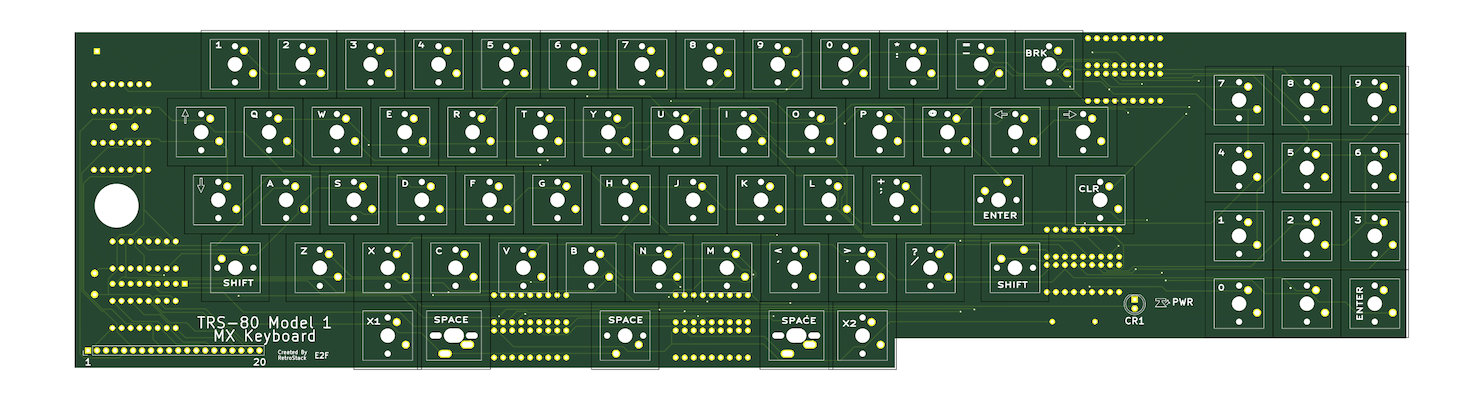 1 2 3 4 5 6 7 8 9 0 * : = - BRK
7 8 9
⇧ Q W E R T Y U I O P @ ⇦ ⇨
4 5 6
⇩ A S D F G H J K L + ; ENTER CLR
1 2 3
SHIFT Z X C V B N M < , > . ? / SHIFT
0 . ENTER
PWR
CR1
X1 SPACE SPACE SPACE X2
TRS-80 Model 1
MX Keyboard
Created By
RetroStack
E2F
1 20